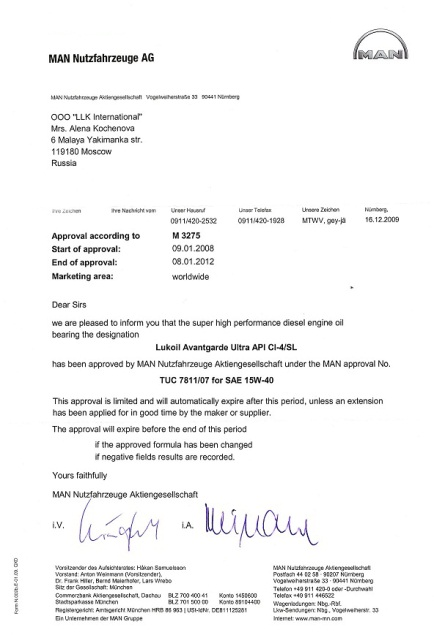 MAN Nutzfahrzeuge AG
MAN
MAN Nutzfahrzeuge Aktiengesellschaft Vogelweiherstraße 33 90441 Nürnberg
OOO "LLK International"
Mrs. Alena Kochenova
6 Malaya Yakimanka str.
119180 Moscow
Russia
Ihre Zeichen Ihre Nachricht vom Unser Hausruf Unser Telefax Unsere Zeichen Nürnberg,
0911/420-2532 0911/420-1928 MTWV, gey-jä 16.12.2009
Approval according to M 3275
Start of approval: 09.01.2008
End of approval: 08.01.2012
Marketing area: worldwide
Dear Sirs
we are pleased to inform you that the super high performance diesel engine oil
bearing the designation
Lukoil Avantgarde Ultra API CI-4/SL
has been approved by MAN Nutzfahrzeuge Aktiengesellschaft under the MAN approval No.
TUC 7811/07 for SAE 15W-40
This approval is limited and will automatically expire after this period, unless an extension
has been applied for in good time by the maker or supplier.
The approval will expire before the end of this period
if the approved formula has been changed
if negative fields results are recorded.
Yours faithfully
MAN Nutzfahrzeuge Aktiengesellschaft
i.V. i.A.
Vorsitzender des Aufsichtsrates: Håkan Samuelsson
Vorstand: Anton Weinmann (Vorsitzender),
Dr. Frank Hiller, Bernd Maierhofer, Lars Wrebo
Sitz der Gesellschaft: München
Commerzbank Aktiengesellschaft, Dachau BLZ 700 400 41 Konto 1450600
Stadtsparkasse München BLZ 701 500 00 Konto 89104400
Registergericht: Amtsgericht München HRB 86 963 | USt-IdNr. DE811125281
Ein Unternehmen der MAN Gruppe
MAN Nutzfahrzeuge Aktiengesellschaft
Postfach 44 02 58 · 90207 Nürnberg
Vogelweiherstraße 33 · 90441 Nürnberg
Telefon +49 911 420-0 oder -Durchwahl
Telefax +49 911 446522
Wagenladungen: Nbg.-Rbf.
Lkw-Sendungen: Nbg., Vogelweiherstr. 33
Internet: www.man-mn.com